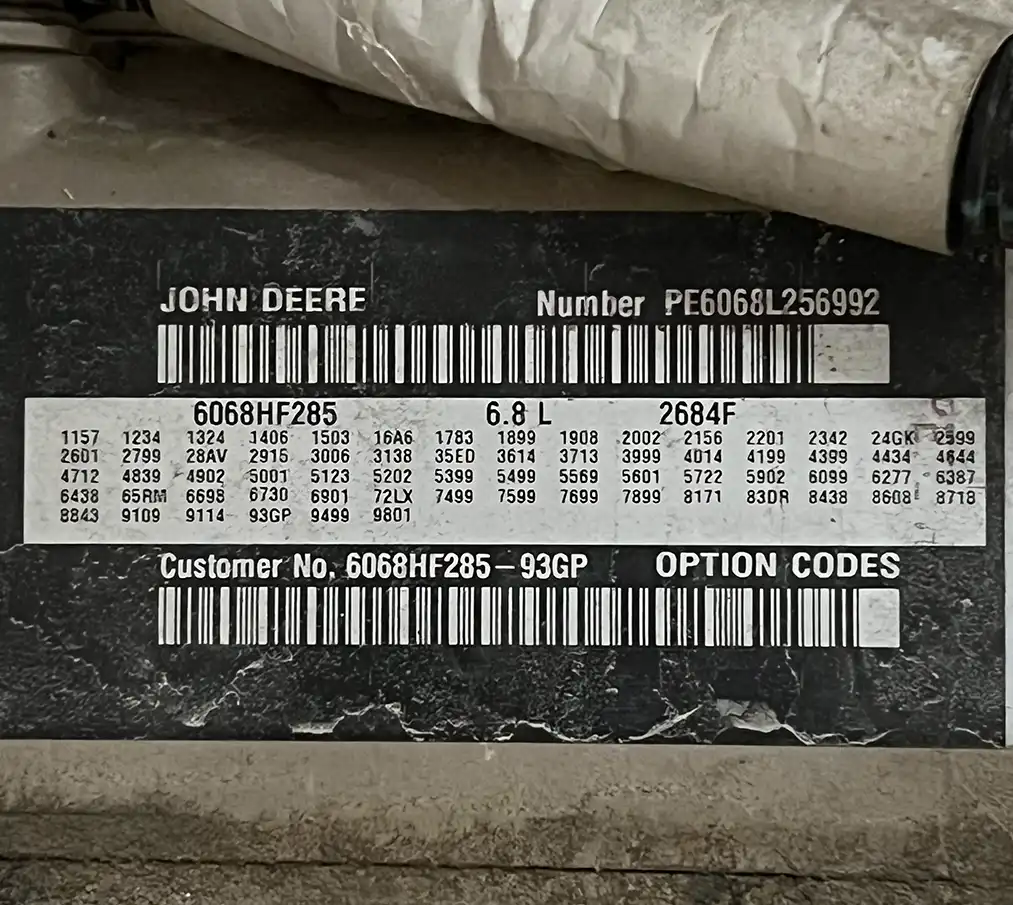 JOHN DEERE Number PE6068L256992
6068HF285 6.8 L 2684F
1157 1234 1324 1406 1503 16A6 1783 1899 1908 2002 2156 2201 2342 24GK 2599
2601 2799 28AV 2915 3006 3138 35ED 3614 3713 3999 4014 4199 4399 4434 4644
4712 4839 4902 5001 5123 5202 5399 5499 5569 5601 5722 5902 6099 6277 6387
6438 65RM 6698 6730 6901 72LX 7499 7599 7699 7899 8171 83DR 8438 8608 8718
8843 9109 9114 93GP 9499 9801
Customer No. 6068HF285-93GP OPTION CODES